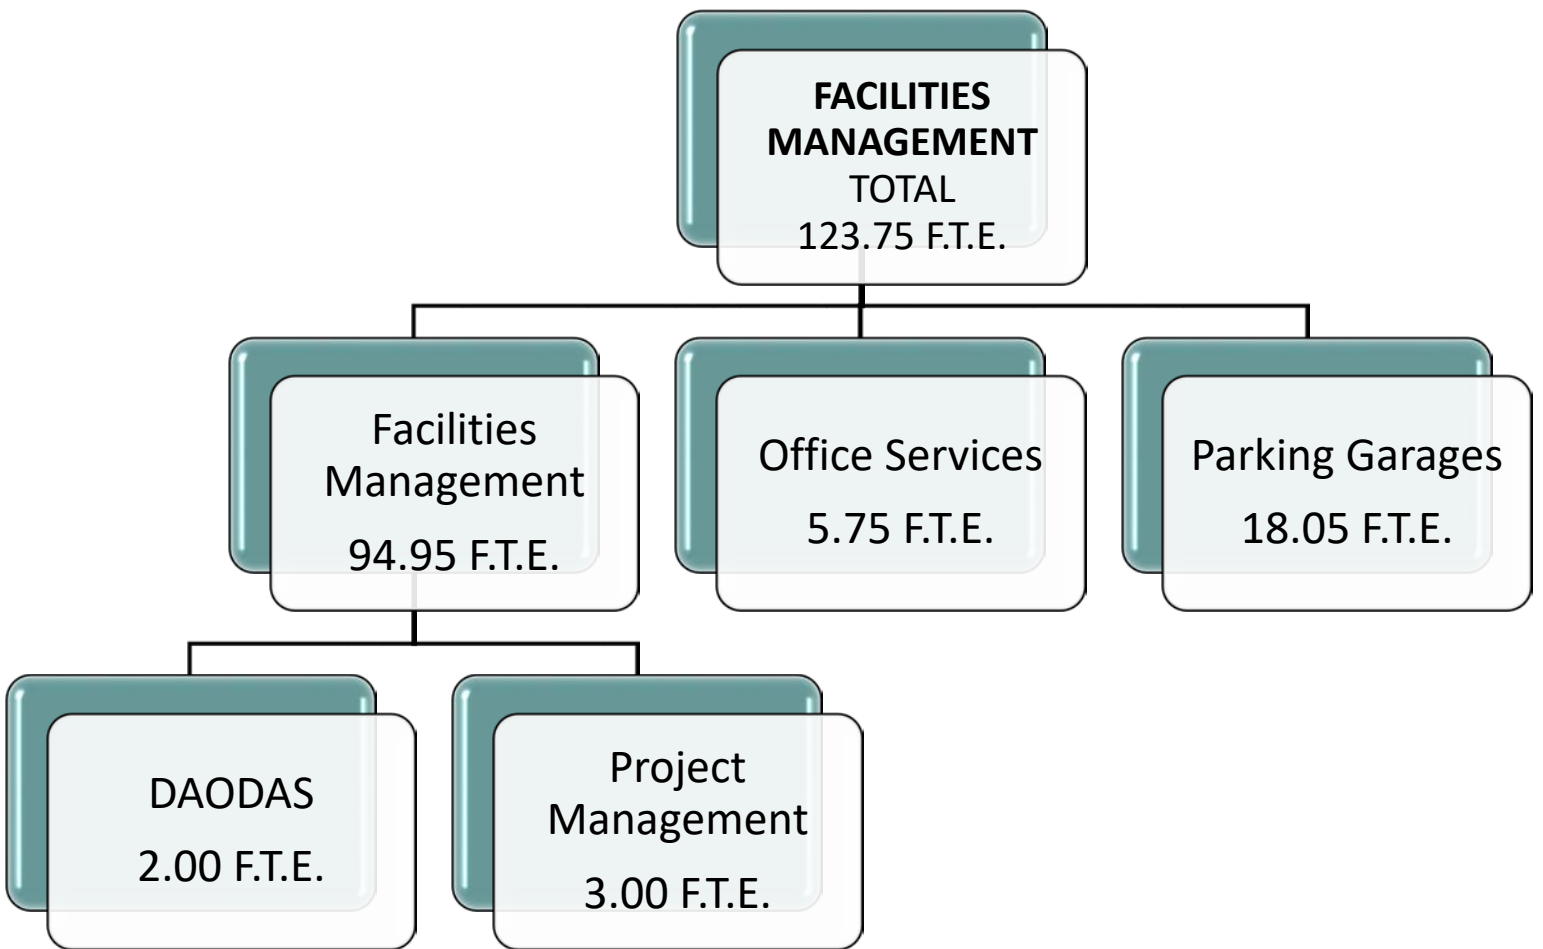 FACILITIES
MANAGEMENT
TOTAL
123.75 F.T.E.
Facilities
Management
94.95 F.T.E.
Office Services
5.75 F.T.E.
Parking Garages
18.05 F.T.E.
DAODAS
2.00 F.T.E.
Project
Management
3.00 F.T.E.